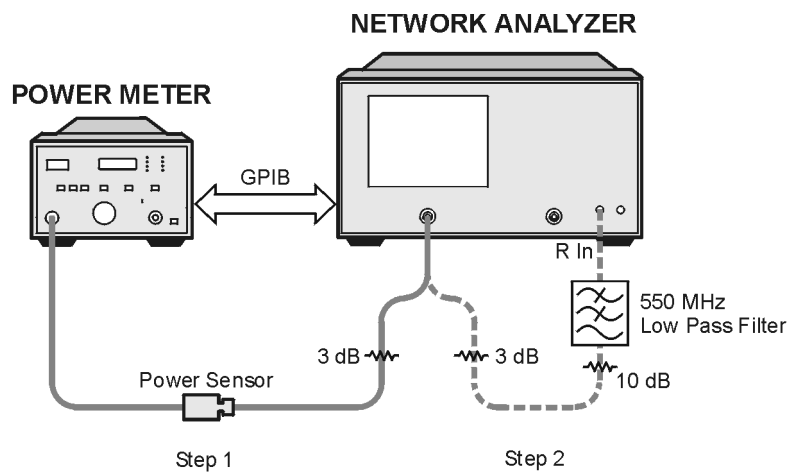 NETWORK ANALYZER
POWER METER
GPIB
R In
550 MHz
Low Pass Filter
3 dB
3 dB
10 dB
Power Sensor
Step 1
Step 2